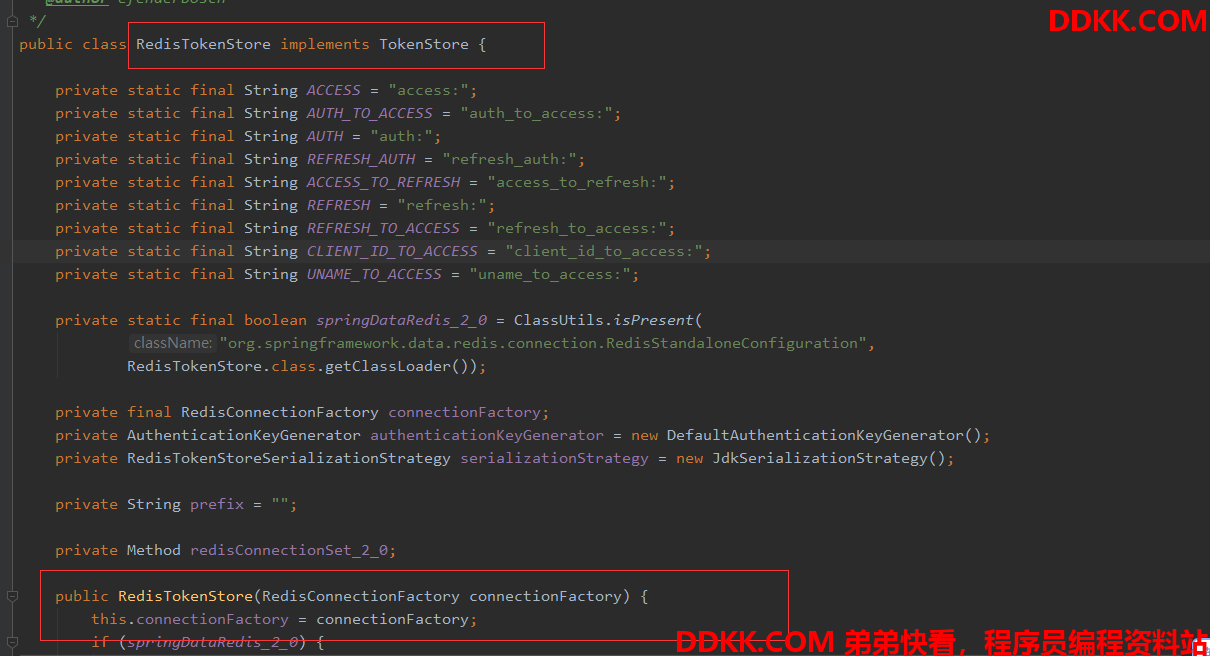 @author efenderbosch
*/
DDKK.COM
public class RedisTokenStore implements TokenStore {
private static final String ACCESS = "access:";
private static final String AUTH_TO_ACCESS = "auth_to_access:";
private static final String AUTH = "auth:";
private static final String REFRESH_AUTH = "refresh_auth:";
private static final String ACCESS_TO_REFRESH = "access_to_refresh:";
private static final String REFRESH = "refresh:";
private static final String REFRESH_TO_ACCESS = "refresh_to_access:";
private static final String CLIENT_ID_TO_ACCESS = "client_id_to_access:";
private static final String UNAME_TO_ACCESS = "uname_to_access:";
private static final boolean springDataRedis_2_0 = ClassUtils.isPresent(
className: "org.springframework.data.redis.connection.RedisStandaloneConfiguration",
RedisTokenStore.class.getClassLoader());
private final RedisConnectionFactory connectionFactory;
private AuthenticationKeyGenerator authenticationKeyGenerator = new DefaultAuthenticationKeyGenerator();
private RedisTokenStoreSerializationStrategy serializationStrategy = new JdkSerializationStrategy();
private String prefix = "";
private Method redisConnectionSet_2_0;
public RedisTokenStore(RedisConnectionFactory connectionFactory) {
this.connectionFactory = connectionFactory;
if (springDataRedis_2_0) {
DDKK.COM 弟弟快看，程序员编程资料站